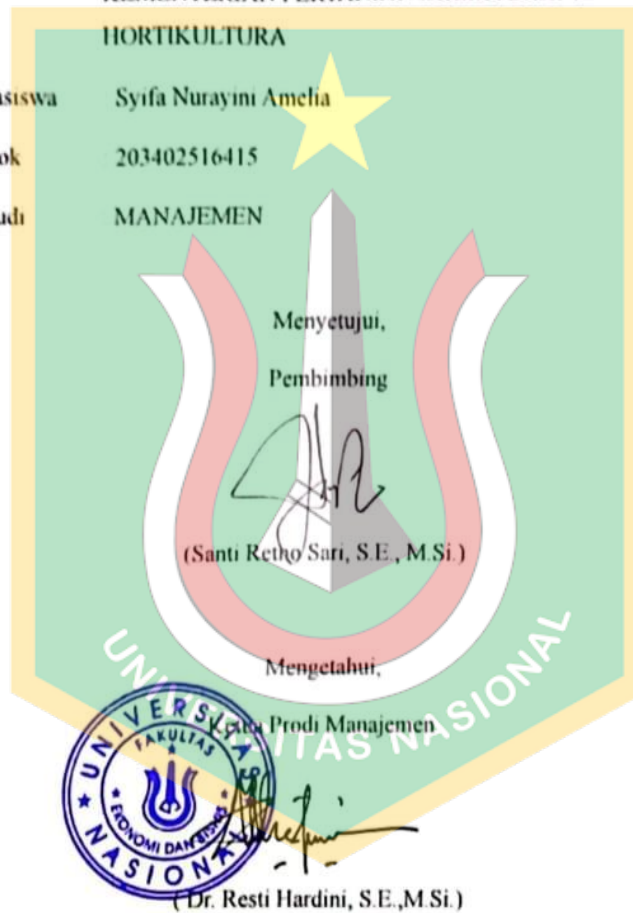 HORTIKULTURA
asiswa Syifa Nurayini Amelia
ok 203402516415
udi MANAJEMEN
Menyetujui,
Pembimbing
(Santi Retno Sari, S.E., M.Si.)
Mengetahui,
Ketua Prodi Manajemen
(Dr. Resti Hardini, S.E.,M.Si.)
UNIVERSITAS NASIONAL
UNIVERSITAS NASIONAL
FAKULTAS
EKONOMI DAN BISNIS